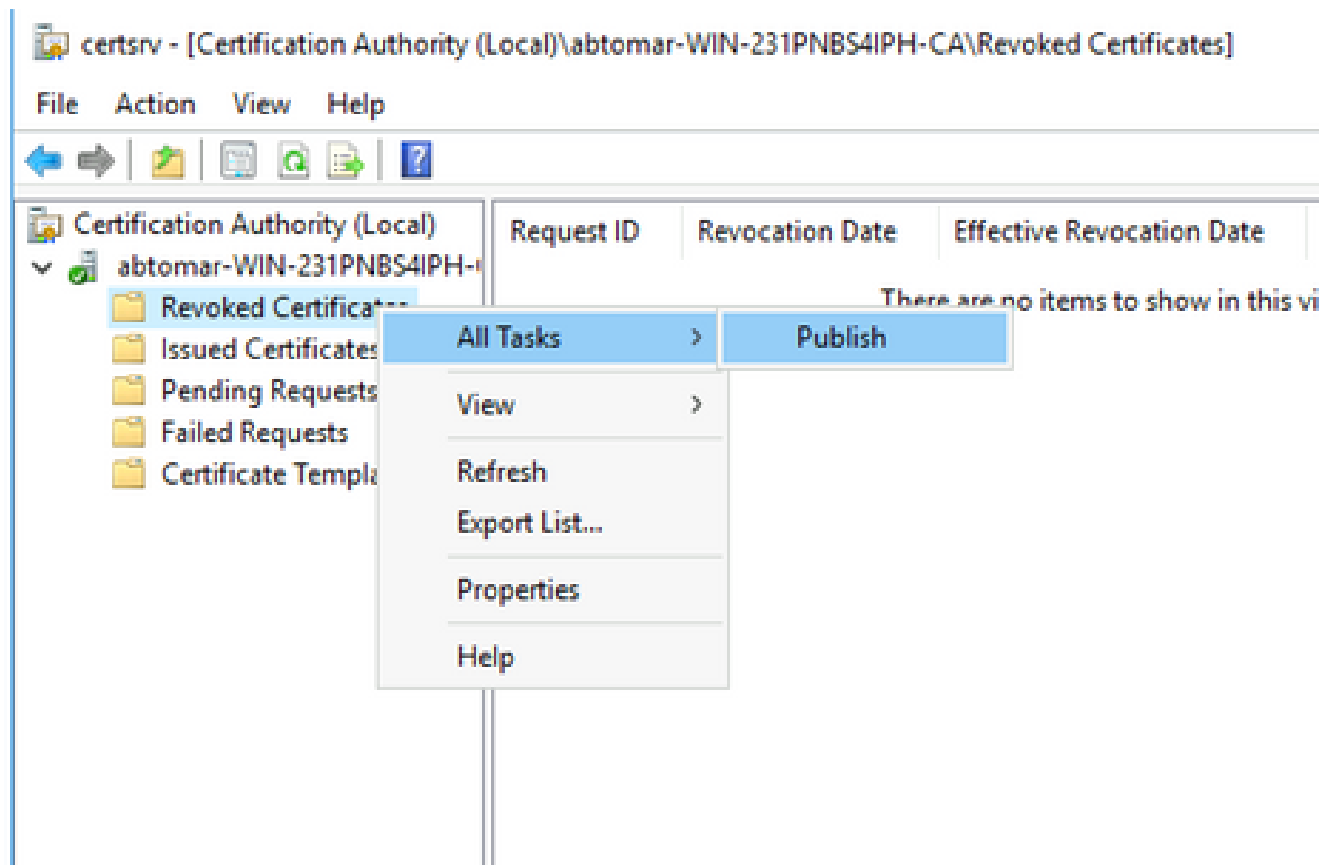 certsrv - [Certification Authority (Local)\abtomar-WIN-231PNBS4IPH-CA\Revoked Certificates]
File Action View Help
Certification Authority (Local)
abtomar-WIN-231PNBS4IPH-
Revoked Certificates
Issued Certificates
Pending Requests
Failed Requests
Certificate Templa
Request ID Revocation Date Effective Revocation Date
There are no items to show in this vi
All Tasks > Publish
View >
Refresh
Export List...
Properties
Help